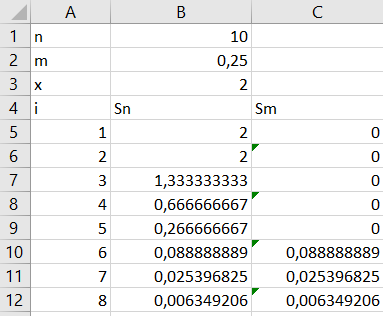 A B C
1 n 10
2 m 0,25
3 x 2
4 i Sn Sm
5 1 2 0
6 2 2 0
7 3 1,333333333 0
8 4 0,666666667 0
9 5 0,266666667 0
10 6 0,088888889 0,088888889
11 7 0,025396825 0,025396825
12 8 0,006349206 0,006349206